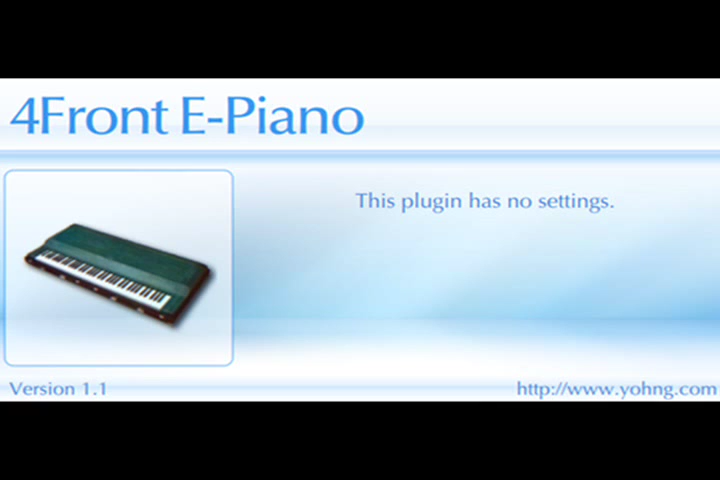 4Front E-Piano
This plugin has no settings.
Version 1.1
http://www.yohng.com